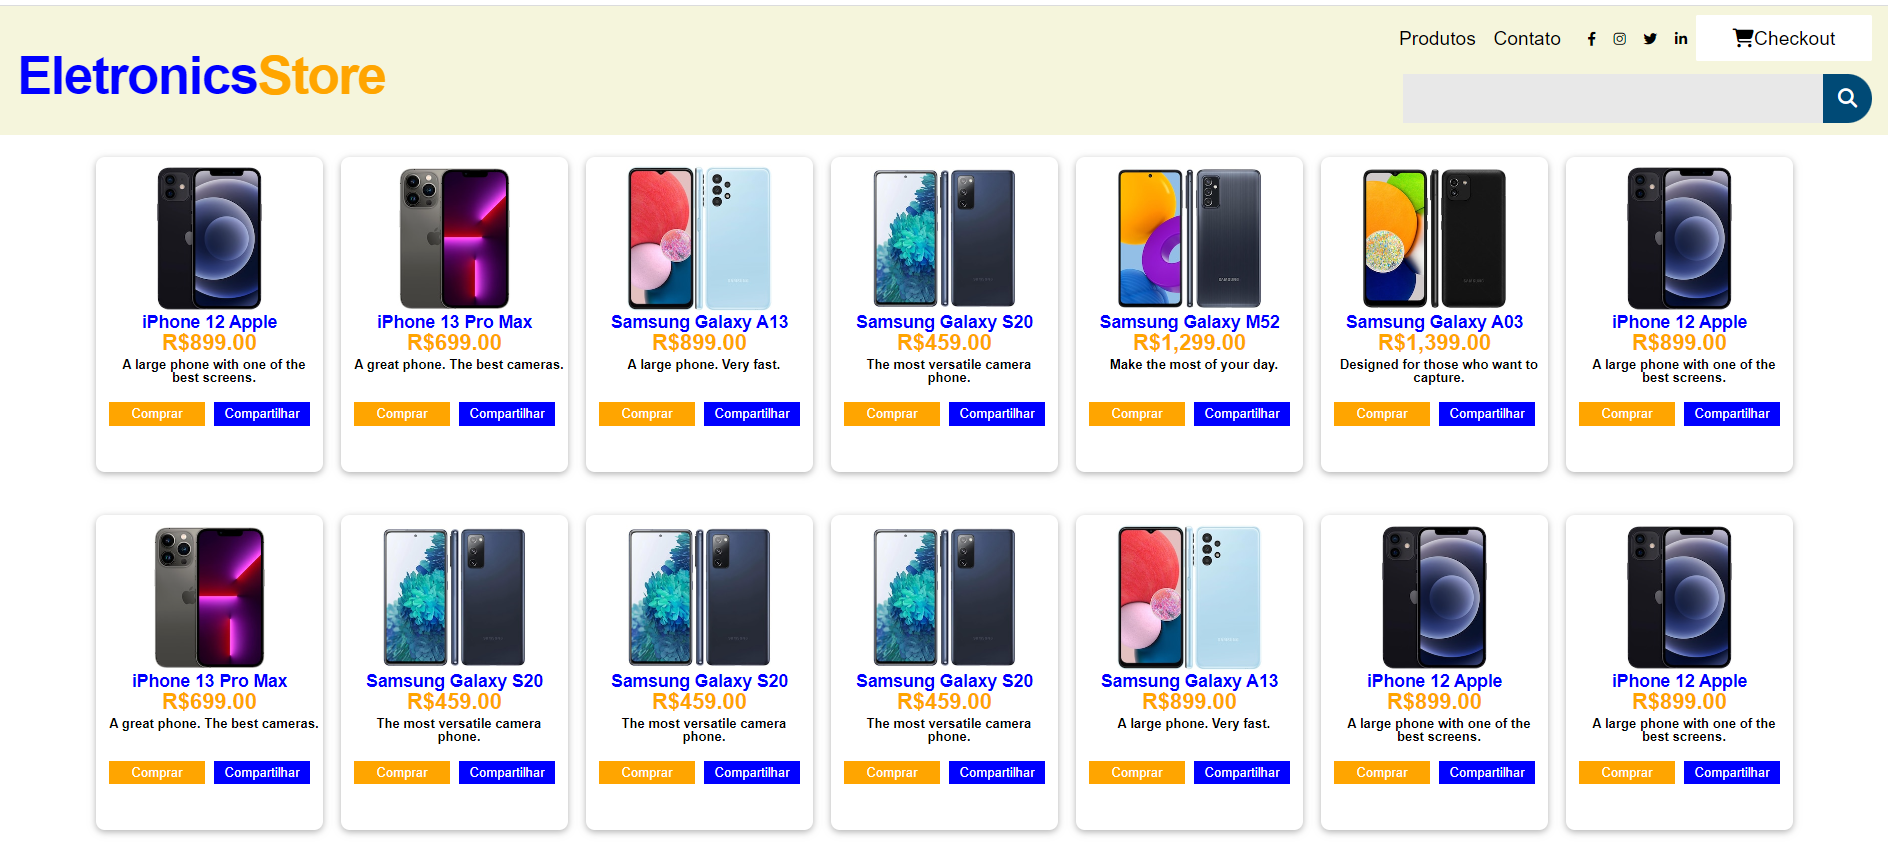 Produtos Contato Checkout
EletronicsStore
iPhone 12 Apple
R$899.00
A large phone with one of the
best screens.
Comprar Compartilhar
iPhone 13 Pro Max
R$699.00
A great phone. The best cameras.
Comprar Compartilhar
Samsung Galaxy A13
R$899.00
A large phone. Very fast.
Comprar Compartilhar
Samsung Galaxy S20
R$459.00
The most versatile camera
phone.
Comprar Compartilhar
Samsung Galaxy M52
R$1,299.00
Make the most of your day.
Comprar Compartilhar
Samsung Galaxy A03
R$1,399.00
Designed for those who want to
capture.
Comprar Compartilhar
iPhone 12 Apple
R$899.00
A large phone with one of the
best screens.
Comprar Compartilhar
iPhone 13 Pro Max
R$699.00
A great phone. The best cameras.
Comprar Compartilhar
Samsung Galaxy S20
R$459.00
The most versatile camera
phone.
Comprar Compartilhar
Samsung Galaxy S20
R$459.00
The most versatile camera
phone.
Comprar Compartilhar
Samsung Galaxy S20
R$459.00
The most versatile camera
phone.
Comprar Compartilhar
Samsung Galaxy A13
R$899.00
A large phone. Very fast.
Comprar Compartilhar
iPhone 12 Apple
R$899.00
A large phone with one of the
best screens.
Comprar Compartilhar
iPhone 12 Apple
R$899.00
A large phone with one of the
best screens.
Comprar Compartilhar